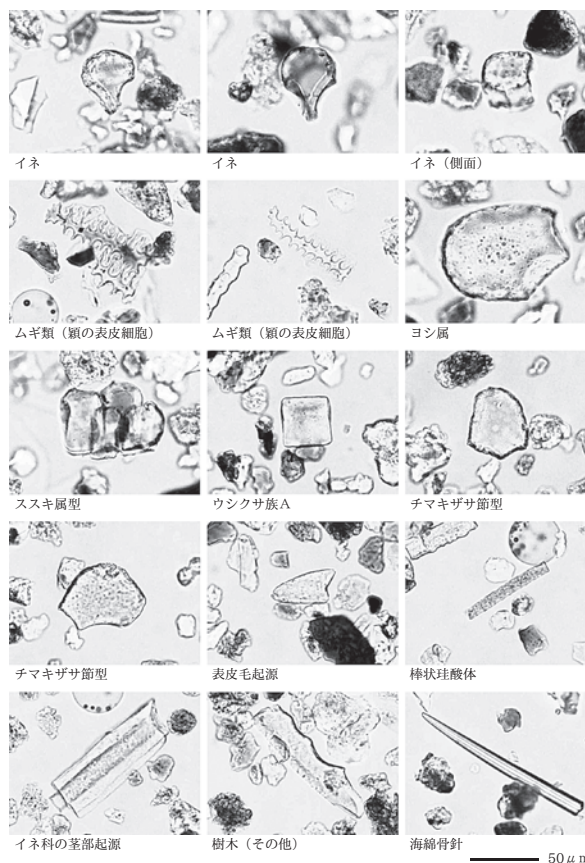 イネ
イネ
イネ（側面）
ムギ類（穎の表皮細胞）
ムギ類（穎の表皮細胞）
ヨシ属
ススキ属型
ウシクサ族A
チマキザサ節型
チマキザサ節型
表皮毛起源
棒状珪酸体
イネ科の茎部起源
樹木（その他）
海綿骨針
50μm